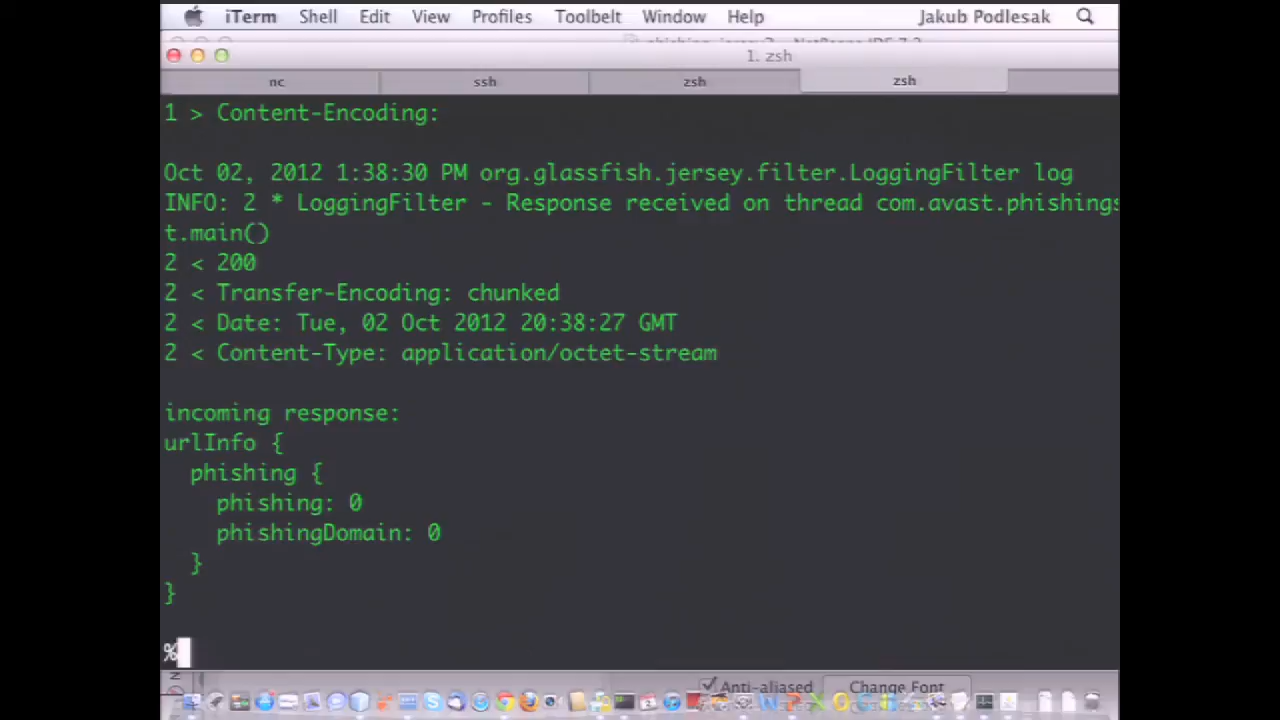 iTerm Shell Edit View Profiles Toolbelt Window Help Jakub Podlesak
1. zsh
nc ssh zsh zsh
1 > Content-Encoding:
Oct 02, 2012 1:38:30 PM org.glassfish.jersey.filter.LoggingFilter log
INFO: 2 * LoggingFilter - Response received on thread com.avast.phishings
t.main()
2 < 200
2 < Transfer-Encoding: chunked
2 < Date: Tue, 02 Oct 2012 20:38:27 GMT
2 < Content-Type: application/octet-stream
incoming response:
urlInfo {
phishing {
phishing: 0
phishingDomain: 0
}
}
%
Anti-aliased Change Font